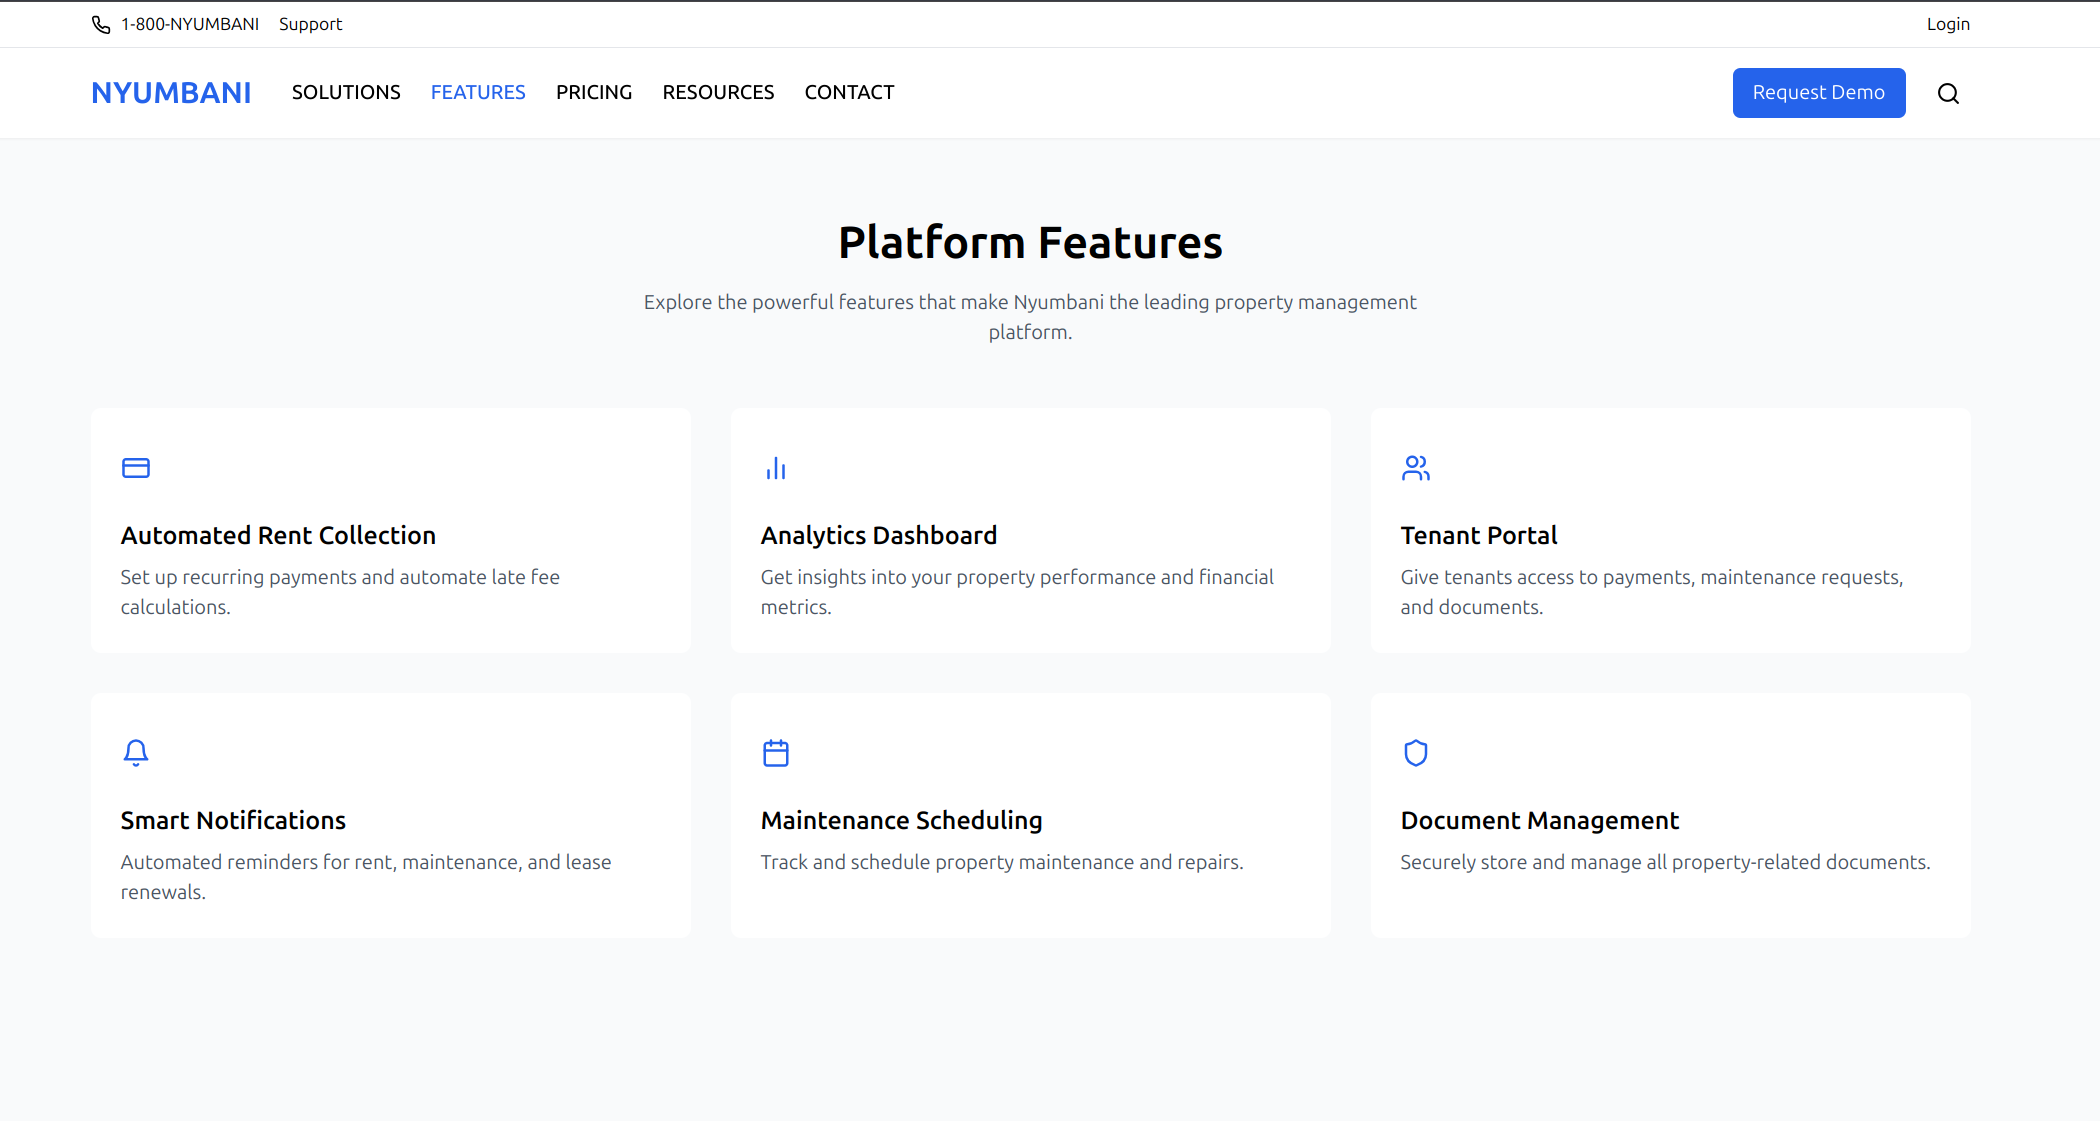 1-800-NYUMBANI Support Login
NYUMBANI SOLUTIONS FEATURES PRICING RESOURCES CONTACT Request Demo
Platform Features
Explore the powerful features that make Nyumbani the leading property management
platform.
Automated Rent Collection
Set up recurring payments and automate late fee
calculations.
Analytics Dashboard
Get insights into your property performance and financial
metrics.
Tenant Portal
Give tenants access to payments, maintenance requests,
and documents.
Smart Notifications
Automated reminders for rent, maintenance, and lease
renewals.
Maintenance Scheduling
Track and schedule property maintenance and repairs.
Document Management
Securely store and manage all property-related documents.